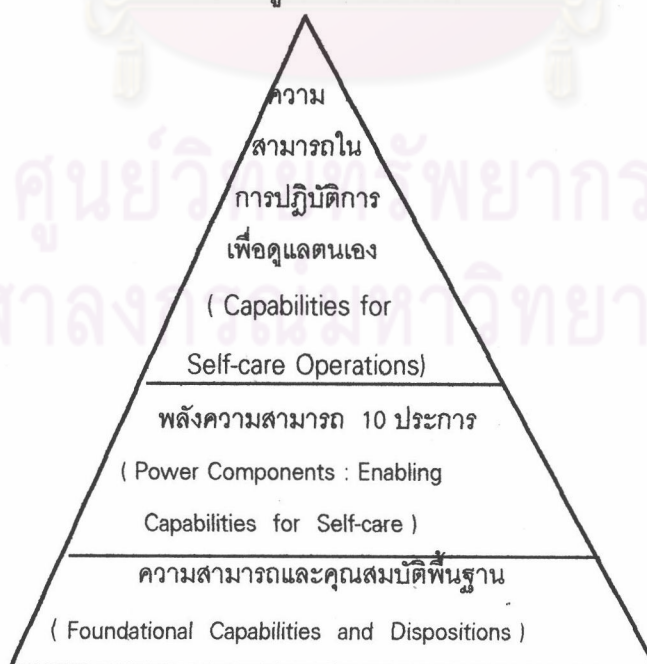 ความ
สามารถใน
การปฏิบัติการ
เพื่อดูแลตนเอง
( Capabilities for
Self-care Operations)
พลังความสามารถ 10 ประการ
( Power Components : Enabling
Capabilities for Self-care )
ความสามารถและคุณสมบัติพื้นฐาน
( Foundational Capabilities and Dispositions )